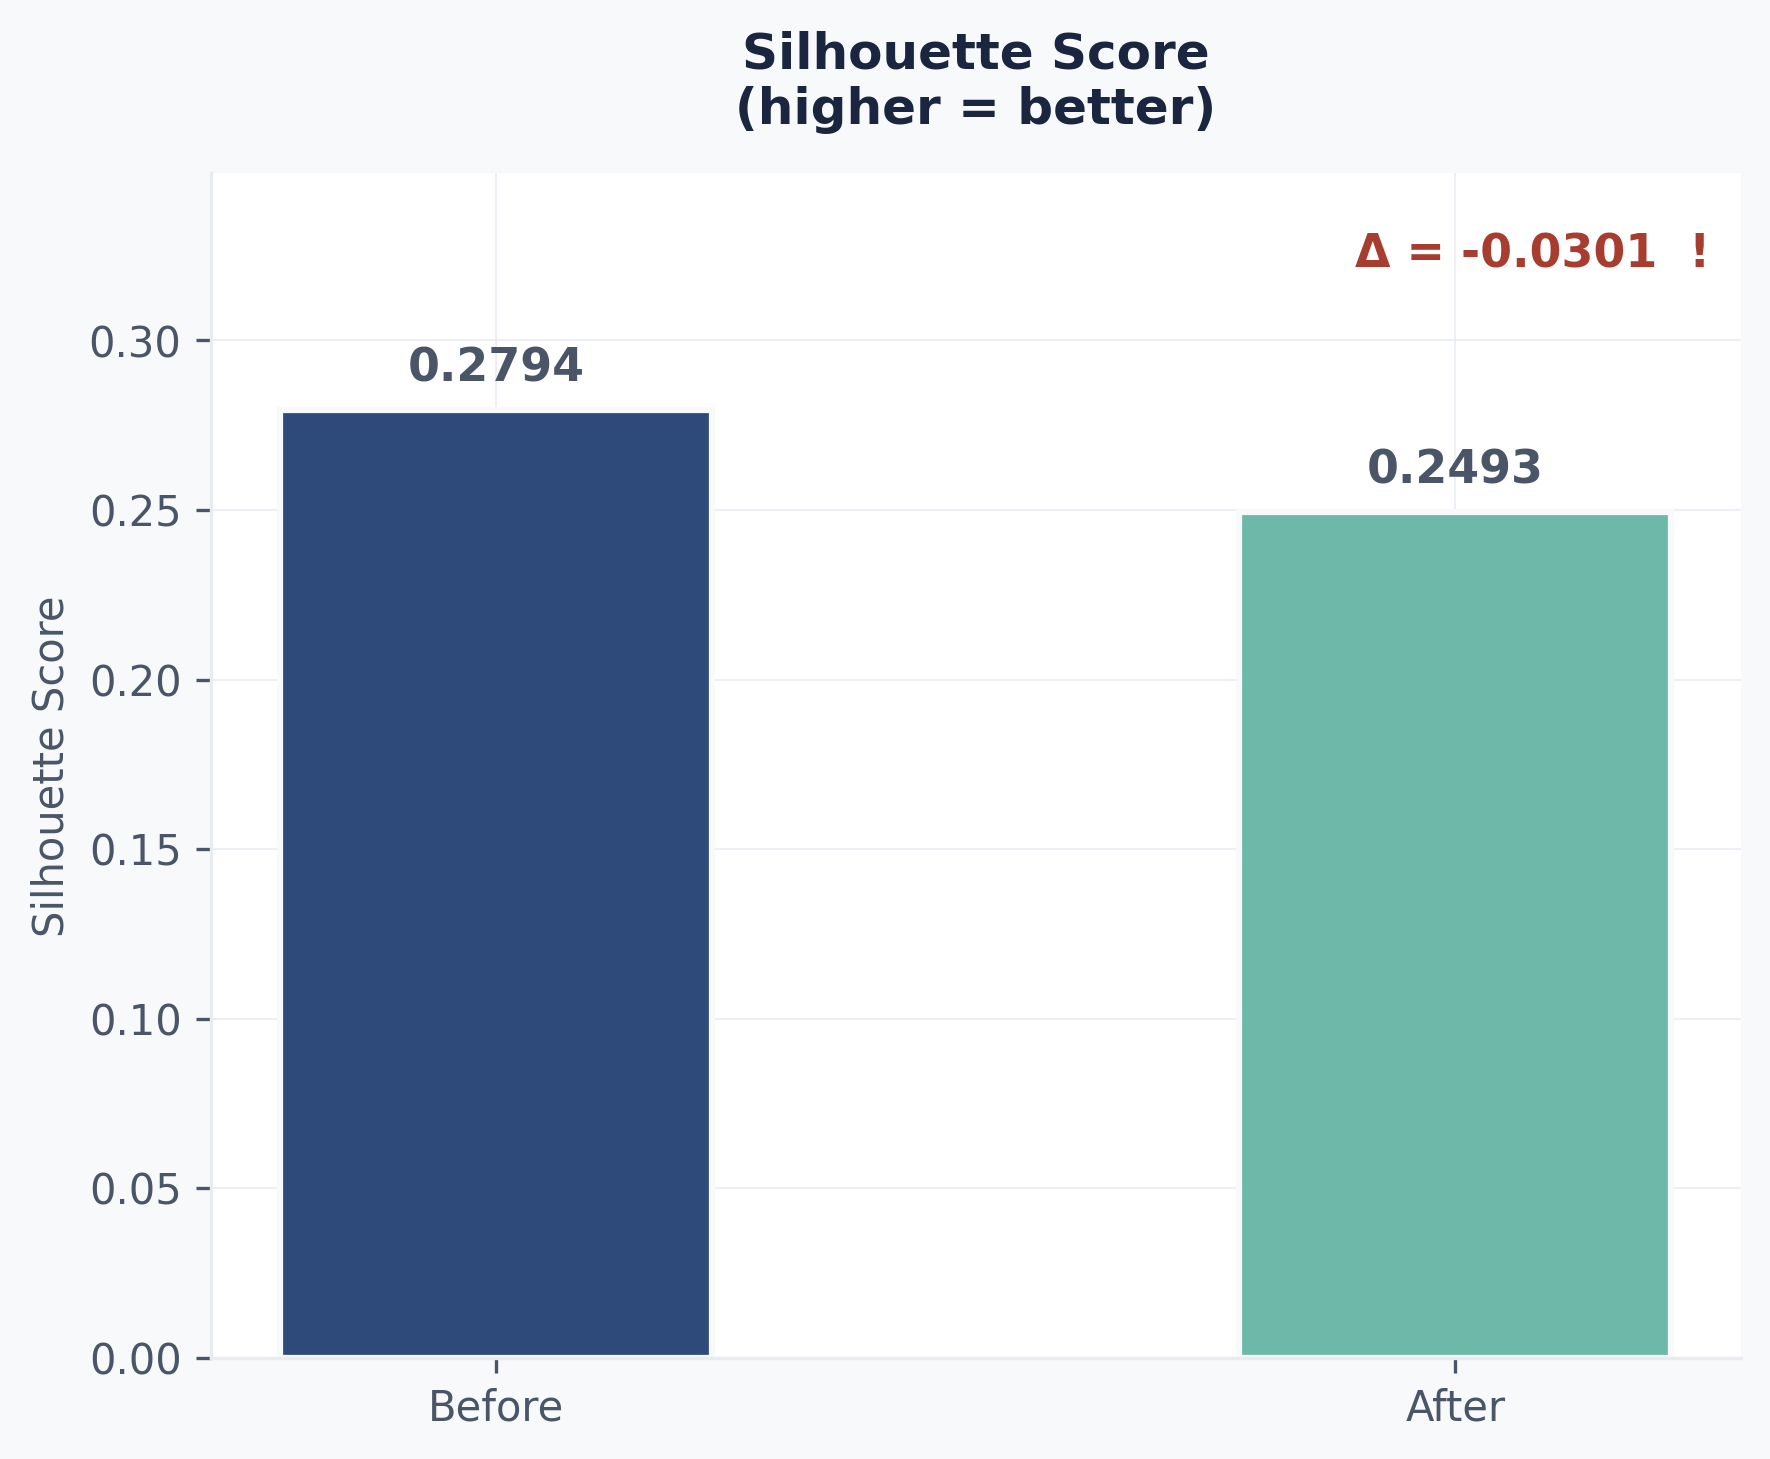 Silhouette Score
(higher = better)
Δ = -0.0301 !
0.30
0.2794
0.2493
0.25
0.20
0.15
0.10
0.05
0.00
Silhouette Score
Before
After